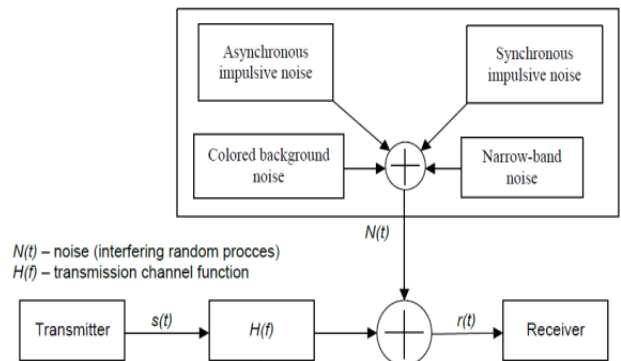 Asynchronous
impulsive noise
Synchronous
impulsive noise
Colored background
noise
Narrow-band
noise
N(t)
N(t) – noise (interfering random procces)
H(f) – transmission channel function
Transmitter
s(t)
H(f)
r(t)
Receiver